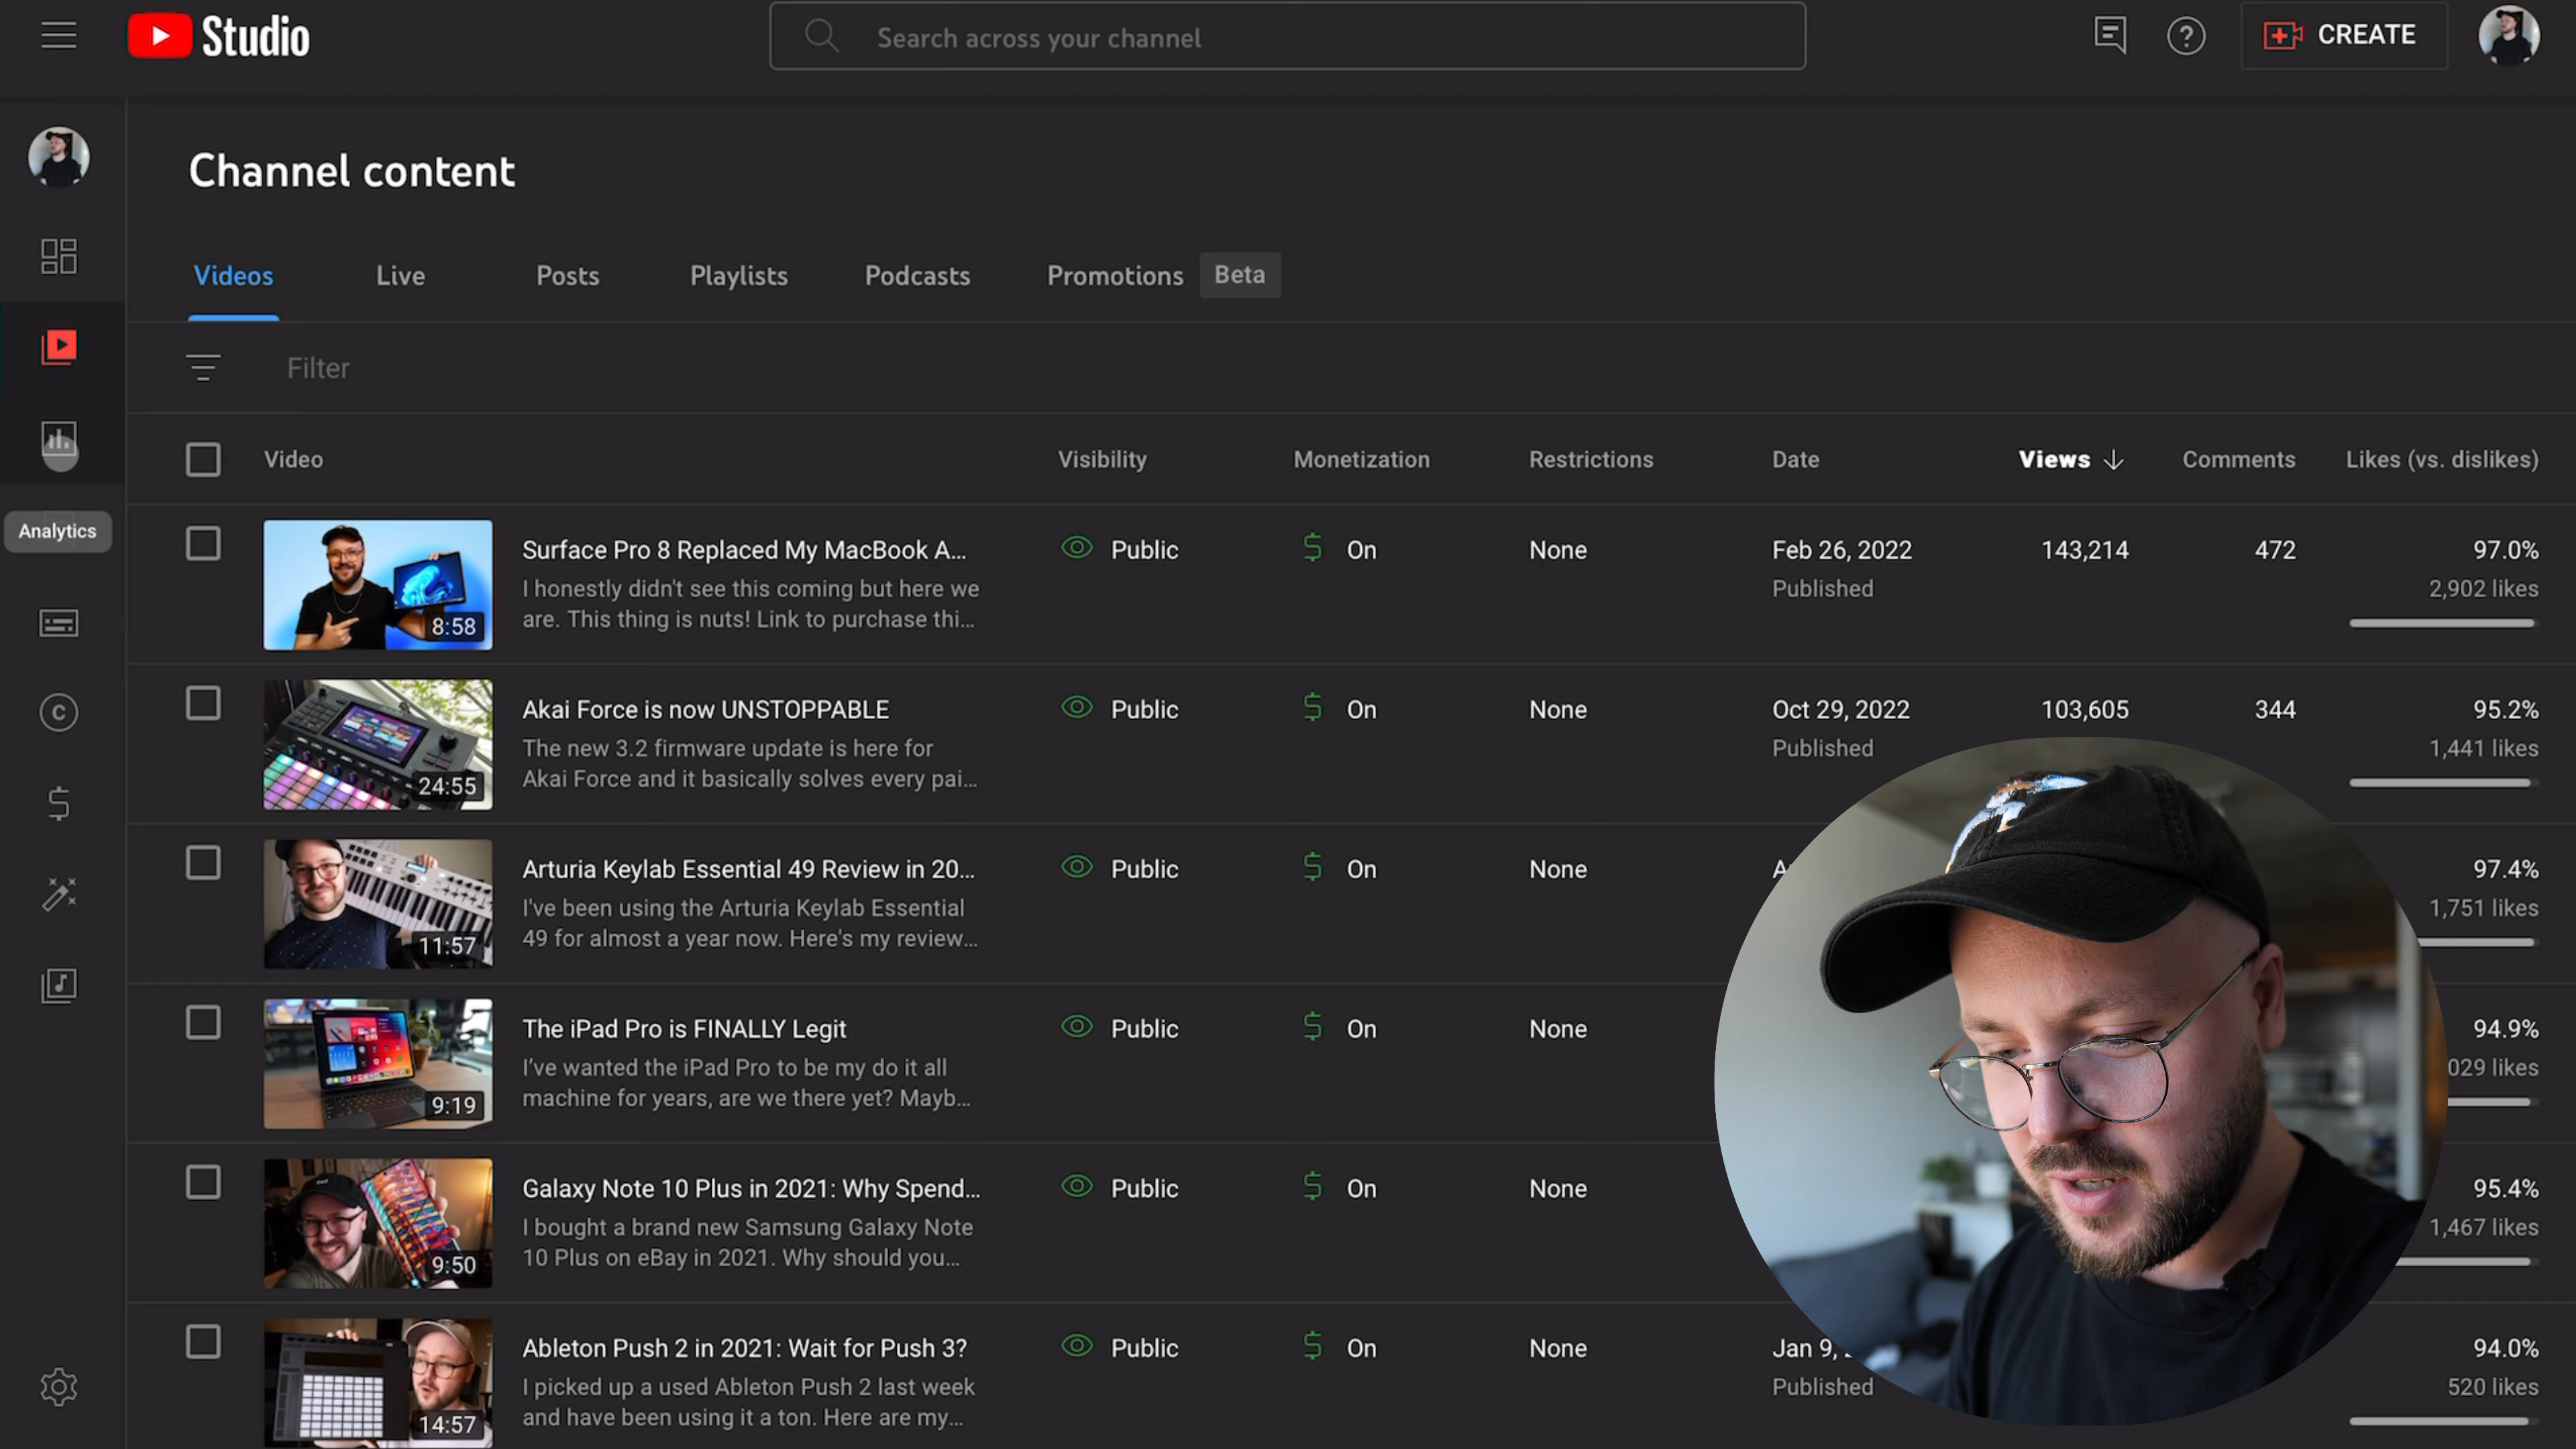 Studio
Search across your channel
CREATE
Channel content
Videos Live Posts Playlists Podcasts Promotions Beta
Filter
Analytics
Video Visibility Monetization Restrictions Date Views Comments Likes (vs. dislikes)
Surface Pro 8 Replaced My MacBook A... Public On None Feb 26, 2022 143,214 472 97.0%
I honestly didn't see this coming but here we Published 2,902 likes
are. This thing is nuts! Link to purchase thi...
8:58
Akai Force is now UNSTOPPABLE Public On None Oct 29, 2022 103,605 344 95.2%
The new 3.2 firmware update is here for Published 1,441 likes
Akai Force and it basically solves every pai...
24:55
Arturia Keylab Essential 49 Review in 20... Public On None 97.4%
I've been using the Arturia Keylab Essential 1,751 likes
49 for almost a year now. Here's my review...
11:57
The iPad Pro is FINALLY Legit Public On None 94.9%
I've wanted the iPad Pro to be my do it all 029 likes
machine for years, are we there yet? Mayb...
9:19
Galaxy Note 10 Plus in 2021: Why Spend... Public On None 95.4%
I bought a brand new Samsung Galaxy Note 1,467 likes
10 Plus on eBay in 2021. Why should you...
9:50
Ableton Push 2 in 2021: Wait for Push 3? Public On None Jan 9, 94.0%
I picked up a used Ableton Push 2 last week Published 520 likes
and have been using it a ton. Here are my...
14:57